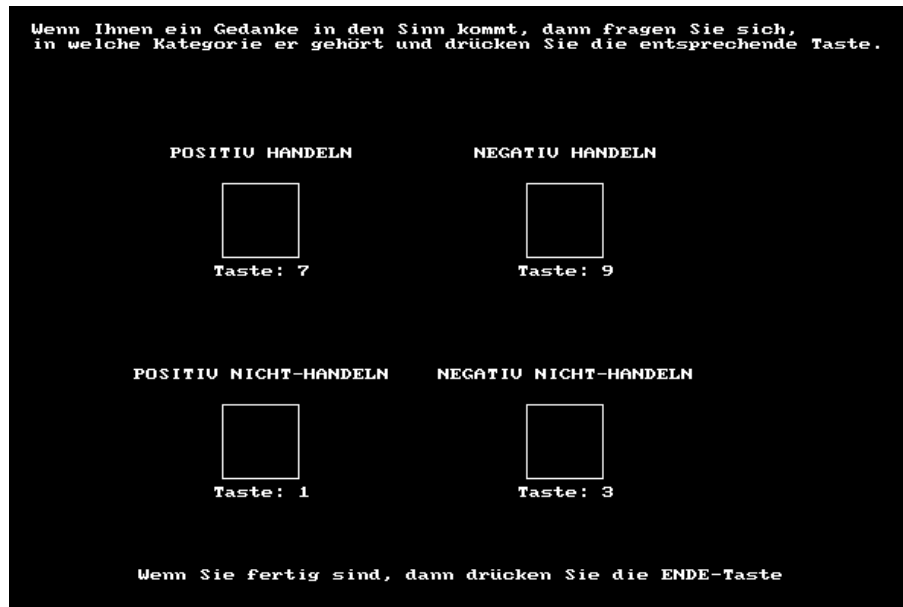 Wenn Ihnen ein Gedanke in den Sinn kommt, dann fragen Sie sich,
in welche Kategorie er gehört und drücken Sie die entsprechende Taste.
POSITIV HANDELN NEGATIV HANDELN
Taste: 7 Taste: 9
POSITIV NICHT-HANDELN NEGATIV NICHT-HANDELN
Taste: 1 Taste: 3
Wenn Sie fertig sind, dann drücken Sie die ENDE-Taste